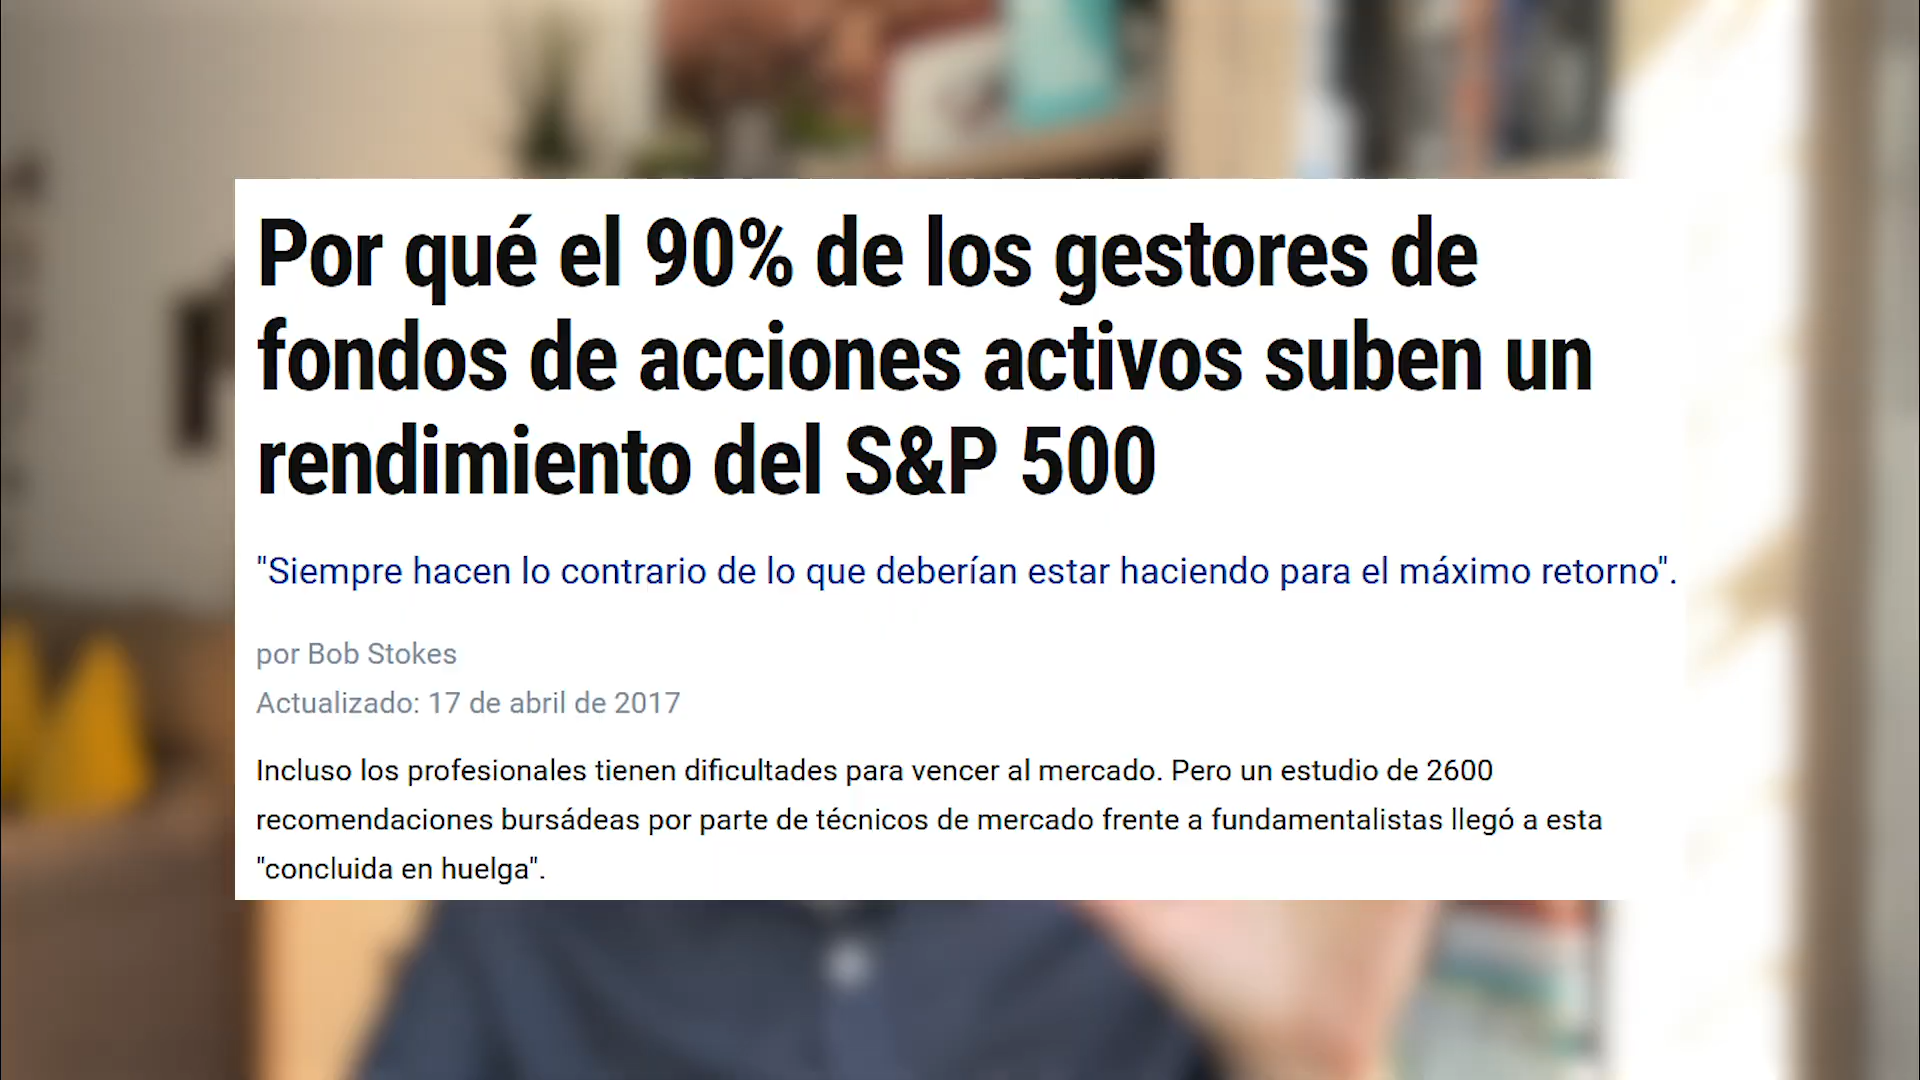 Por qué el 90% de los gestores de
fondos de acciones activos suben un
rendimiento del S&P 500
"Siempre hacen lo contrario de lo que deberían estar haciendo para el máximo retorno".
por Bob Stokes
Actualizado: 17 de abril de 2017
Incluso los profesionales tienen dificultades para vencer al mercado. Pero un estudio de 2600
recomendaciones bursádeas por parte de técnicos de mercado frente a fundamentalistas llegó a esta
"concluida en huelga".